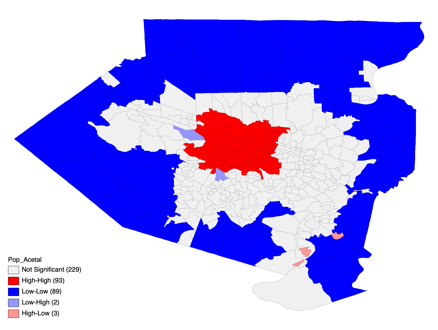 Pop_Acetal
Not Significant (229)
High-High (93)
Low-Low (89)
Low-High (2)
High-Low (3)